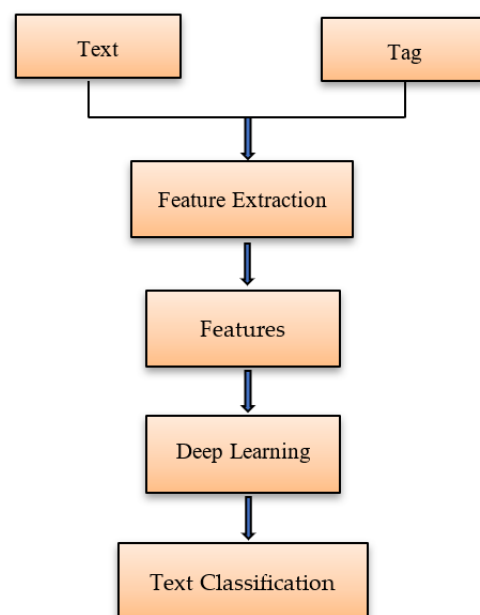 Text
Tag
Feature Extraction
Features
Deep Learning
Text Classification